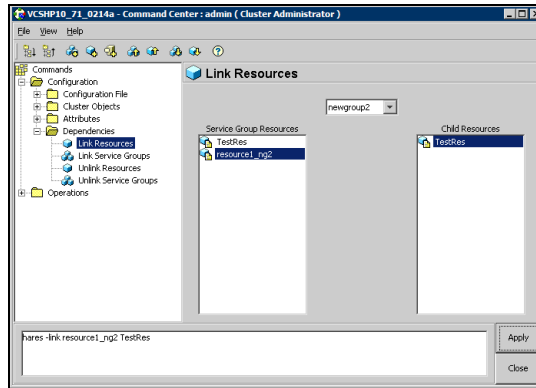 VCSHP10_71_0214a - Command Center : admin ( Cluster Administrator )
File View Help
Commands
Configuration
Configuration File
Cluster Objects
Attributes
Dependencies
Link Resources
Link Service Groups
Unlink Resources
Unlink Service Groups
Operations
Link Resources
newgroup2
Service Group Resources
TestRes
resource1_ng2
Child Resources
TestRes
hares -link resource1_ng2 TestRes
Apply
Close